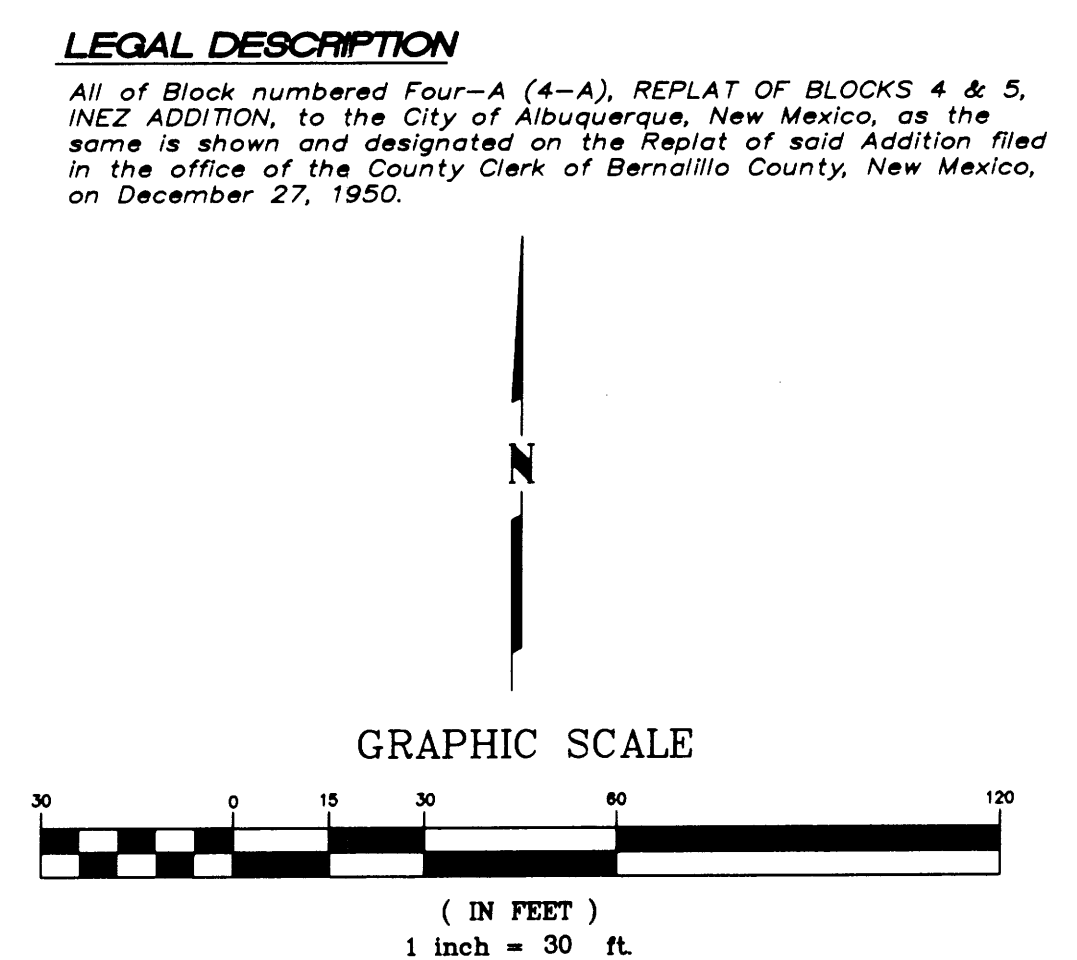 LEGAL DESCRIPTION
All of Block numbered Four-A (4-A), REPLAT OF BLOCKS 4 & 5,
INEZ ADDITION, to the City of Albuquerque, New Mexico, as the
same is shown and designated on the Replat of said Addition filed
in the office of the County Clerk of Bernalillo County, New Mexico,
on December 27, 1950.
N
GRAPHIC SCALE
30 0 15 30 60 120
( IN FEET )
1 inch = 30 ft.